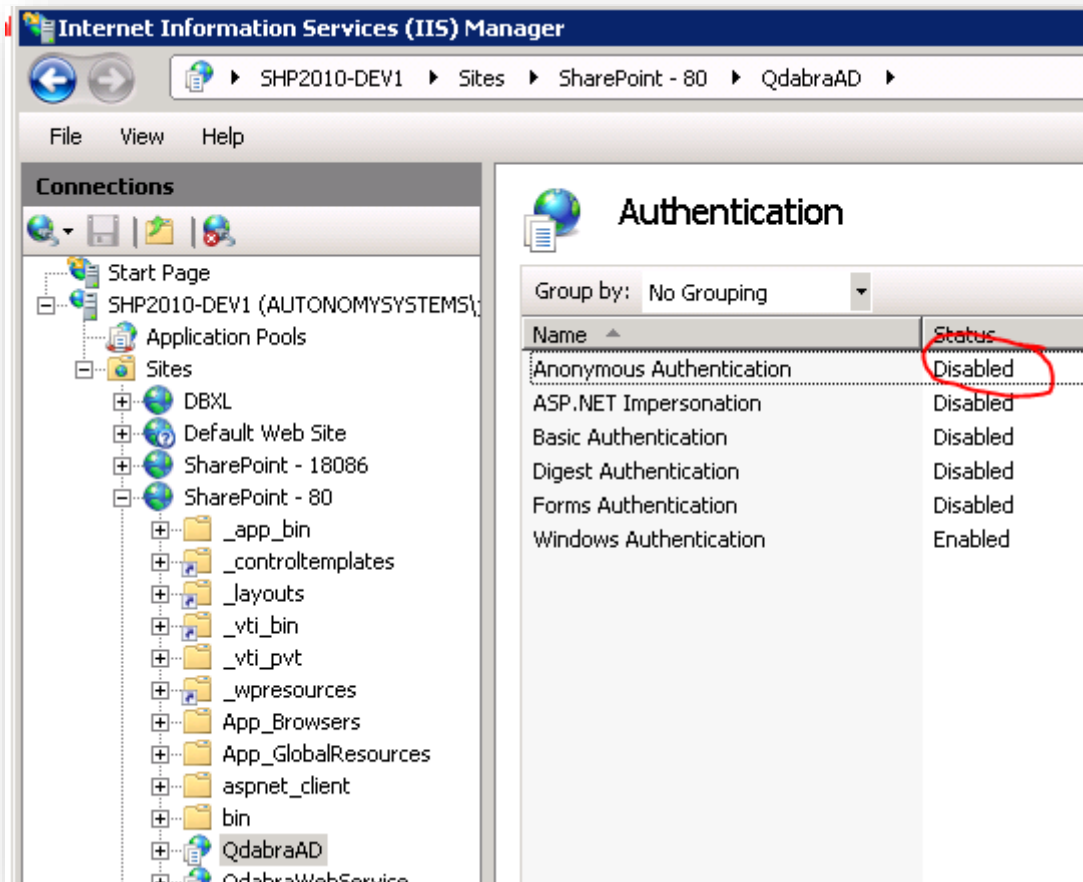 Internet Information Services (IIS) Manager
SHP2010-DEV1 Sites SharePoint - 80 QdabraAD
File View Help
Connections
Start Page
SHP2010-DEV1 (AUTONOMYSYSTEMS\
Application Pools
Sites
DBXL
Default Web Site
SharePoint - 18086
SharePoint - 80
_app_bin
_controltemplates
_layouts
_vti_bin
_vti_pvt
_wpresources
App_Browsers
App_GlobalResources
aspnet_client
bin
QdabraAD
QdabraWebService
Authentication
Group by: No Grouping
Name Status
Anonymous Authentication Disabled
ASP.NET Impersonation Disabled
Basic Authentication Disabled
Digest Authentication Disabled
Forms Authentication Disabled
Windows Authentication Enabled